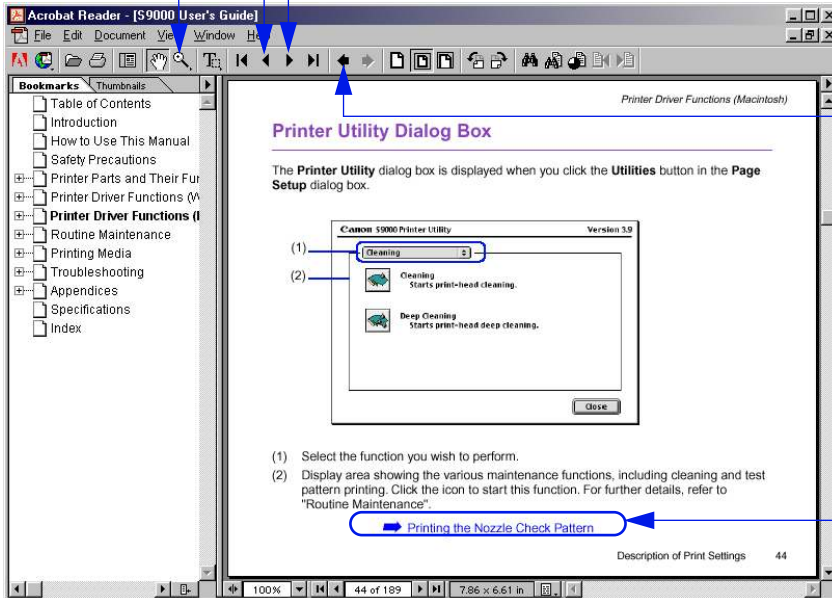 Acrobat Reader - [S9000 User's Guide]
File Edit Document View Window Help
Bookmarks Thumbnails
Table of Contents
Introduction
How to Use This Manual
Safety Precautions
Printer Parts and Their Fur
Printer Driver Functions (W
Printer Driver Functions (I
Routine Maintenance
Printing Media
Troubleshooting
Appendices
Specifications
Index
Printer Driver Functions (Macintosh)
Printer Utility Dialog Box
The Printer Utility dialog box is displayed when you click the Utilities button in the Page
Setup dialog box.
Canon S9000 Printer Utility Version 3.9
(1)
Cleaning
(2)
Cleaning
Starts print-head cleaning.
Deep Cleaning
Starts print-head deep cleaning.
Close
(1) Select the function you wish to perform.
(2) Display area showing the various maintenance functions, including cleaning and test
pattern printing. Click the icon to start this function. For further details, refer to
"Routine Maintenance".
Printing the Nozzle Check Pattern
Description of Print Settings 44
100% 44 of 189 7.86 × 6.61 in